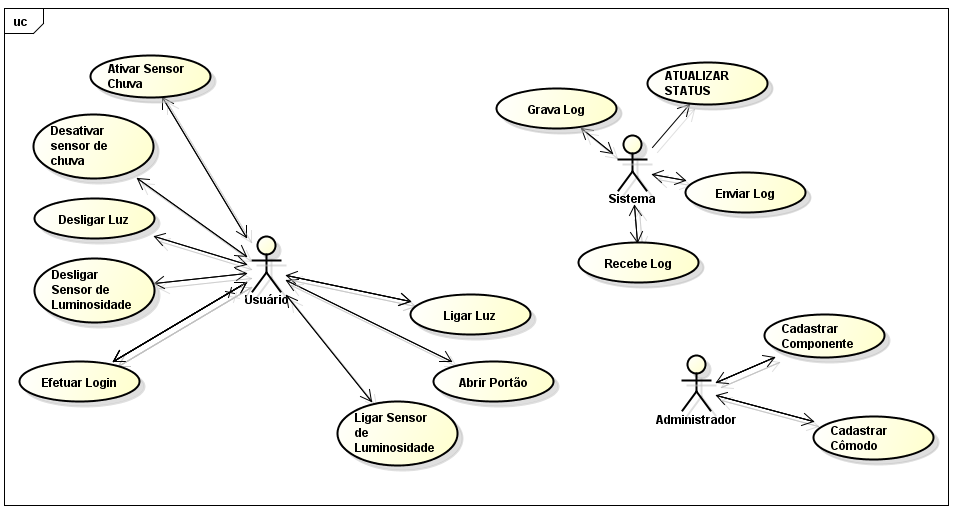 uc
Ativar Sensor
Chuva
Desativar
sensor de
chuva
Desligar Luz
Desligar
Sensor de
Luminosidade
Efetuar Login
Usuário
Ligar Luz
Abrir Portão
Ligar Sensor
de
Luminosidade
Grava Log
ATUALIZAR
STATUS
Sistema
Enviar Log
Recebe Log
Cadastrar
Componente
Administrador
Cadastrar
Cômodo